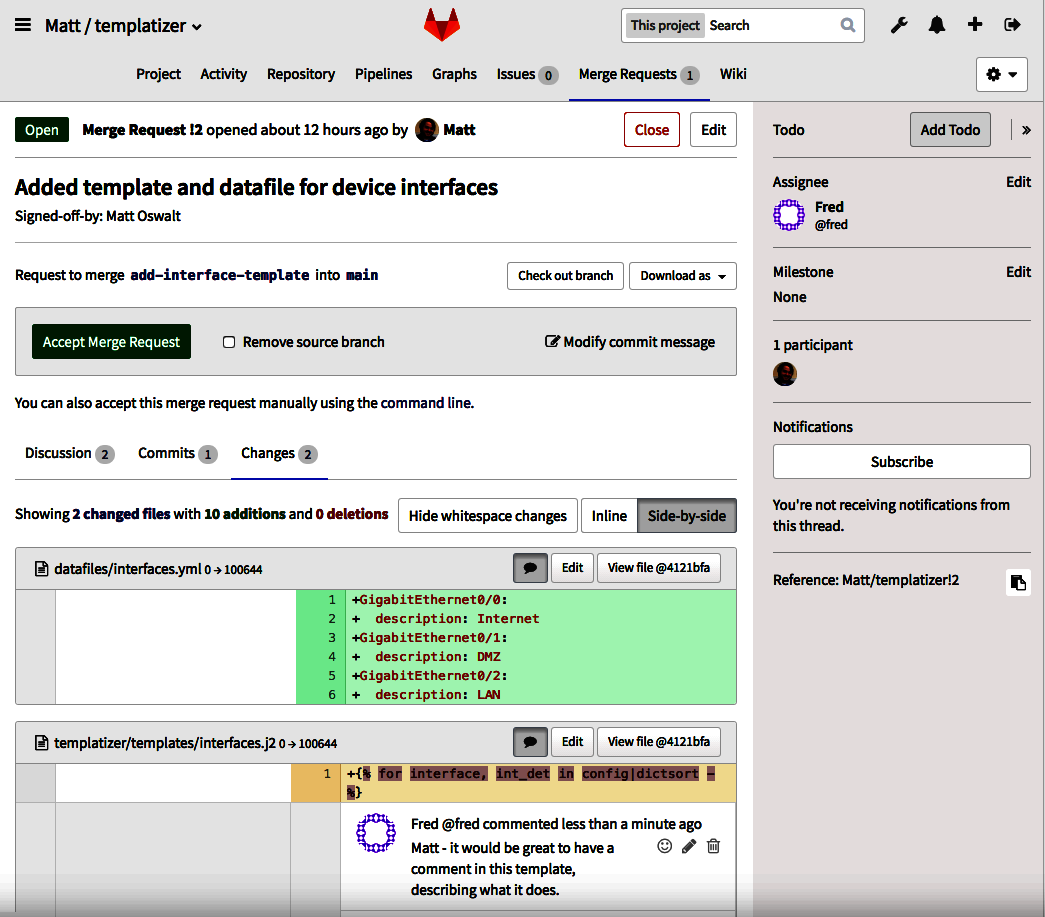 Matt / templatizer
This project Search
Project Activity Repository Pipelines Graphs Issues 0 Merge Requests 1 Wiki
Open Merge Request !2 opened about 12 hours ago by Matt Close Edit
Added template and datafile for device interfaces
Signed-off-by: Matt Oswalt
Request to merge add-interface-template into main Check out branch Download as
Accept Merge Request Remove source branch Modify commit message
You can also accept this merge request manually using the command line.
Discussion 2 Commits 1 Changes 2
Showing 2 changed files with 10 additions and 0 deletions Hide whitespace changes Inline Side-by-side
datafiles/interfaces.yml 0 → 100644 Edit View file @4121bfa
1 +GigabitEthernet0/0:
2 +  description: Internet
3 +GigabitEthernet0/1:
4 +  description: DMZ
5 +GigabitEthernet0/2:
6 +  description: LAN
templatizer/templates/interfaces.j2 0 → 100644 Edit View file @4121bfa
1 +{% for interface, int_det in config|dictsort -
%}
Fred @fred commented less than a minute ago
Matt - it would be great to have a
comment in this template,
describing what it does.
Todo Add Todo »
Assignee Edit
Fred
@fred
Milestone Edit
None
1 participant
Notifications
Subscribe
You're not receiving notifications from
this thread.
Reference: Matt/templatizer!2